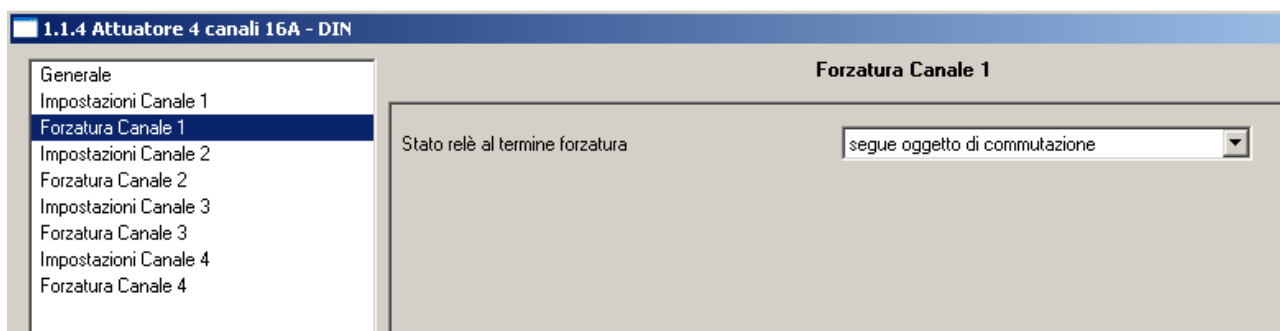 1.1.4 Attuatore 4 canali 16A - DIN
Generale
Impostazioni Canale 1
Forzatura Canale 1
Impostazioni Canale 2
Forzatura Canale 2
Impostazioni Canale 3
Forzatura Canale 3
Impostazioni Canale 4
Forzatura Canale 4
Forzatura Canale 1
Stato relè al termine forzatura segue oggetto di commutazione